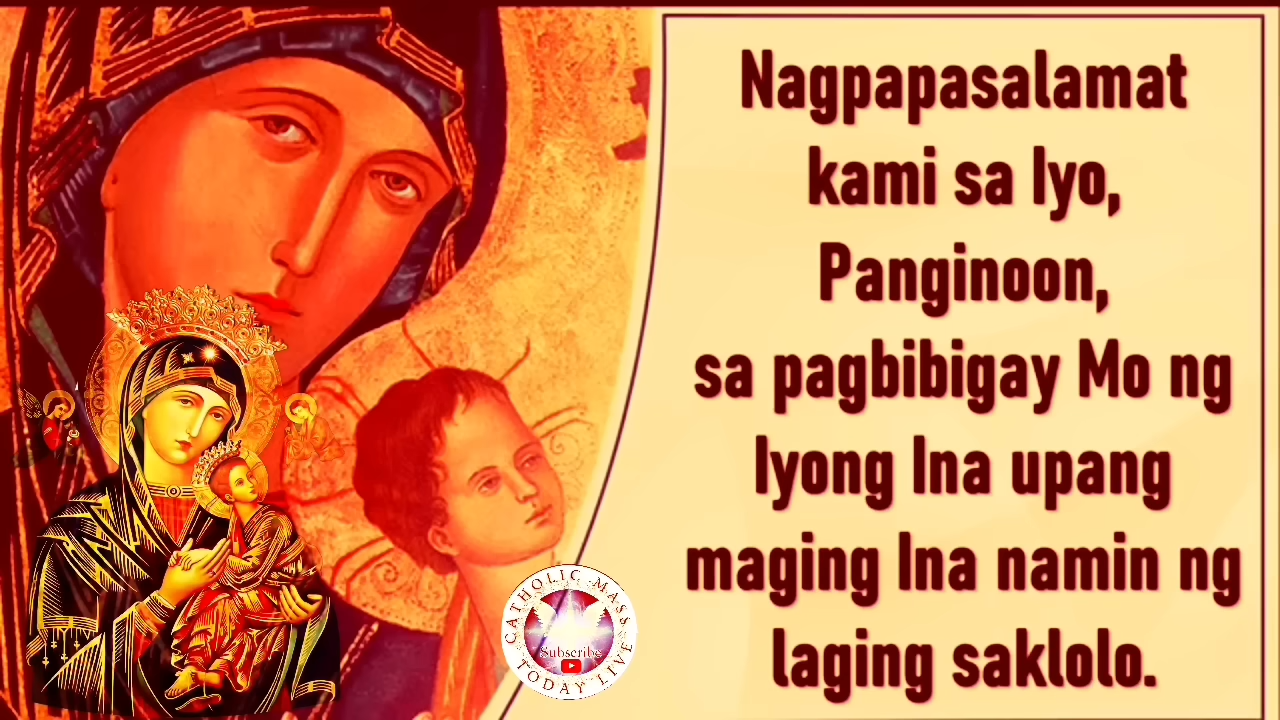 Nagpapasalamat
kami sa Iyo,
Panginoon,
sa pagbibigay Mo ng
Iyong Ina upang
maging Ina namin ng
laging saklolo.
CATHOLIC MASS
Subscribe
TODAY LIVE